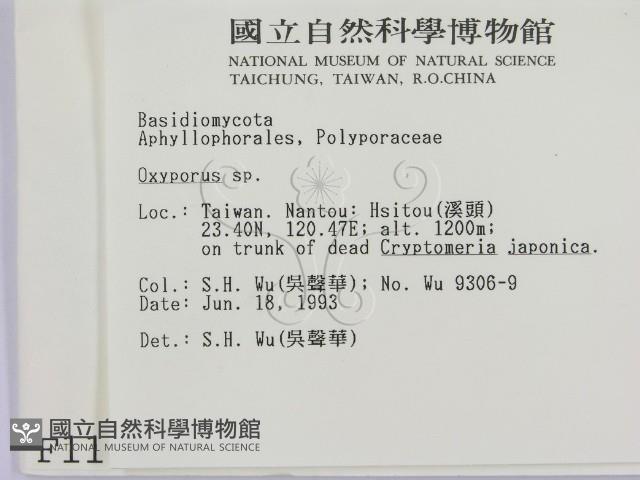 國立自然科學博物館
NATIONAL MUSEUM OF NATURAL SCIENCE
TAICHUNG, TAIWAN, R.O.CHINA
Basidiomycota
Aphyllophorales, Polyporaceae
Oxyporus sp.
Loc.: Taiwan. Nantou: Hsitou(溪頭)
23.40N, 120.47E; alt. 1200m;
on trunk of dead Cryptomeria japonica.
Col.: S.H. Wu(吳聲華); No. Wu 9306-9
Date: Jun. 18, 1993
Det.: S.H. Wu(吳聲華)
國立自然科學博物館
NATIONAL MUSEUM OF NATURAL SCIENCE
F11